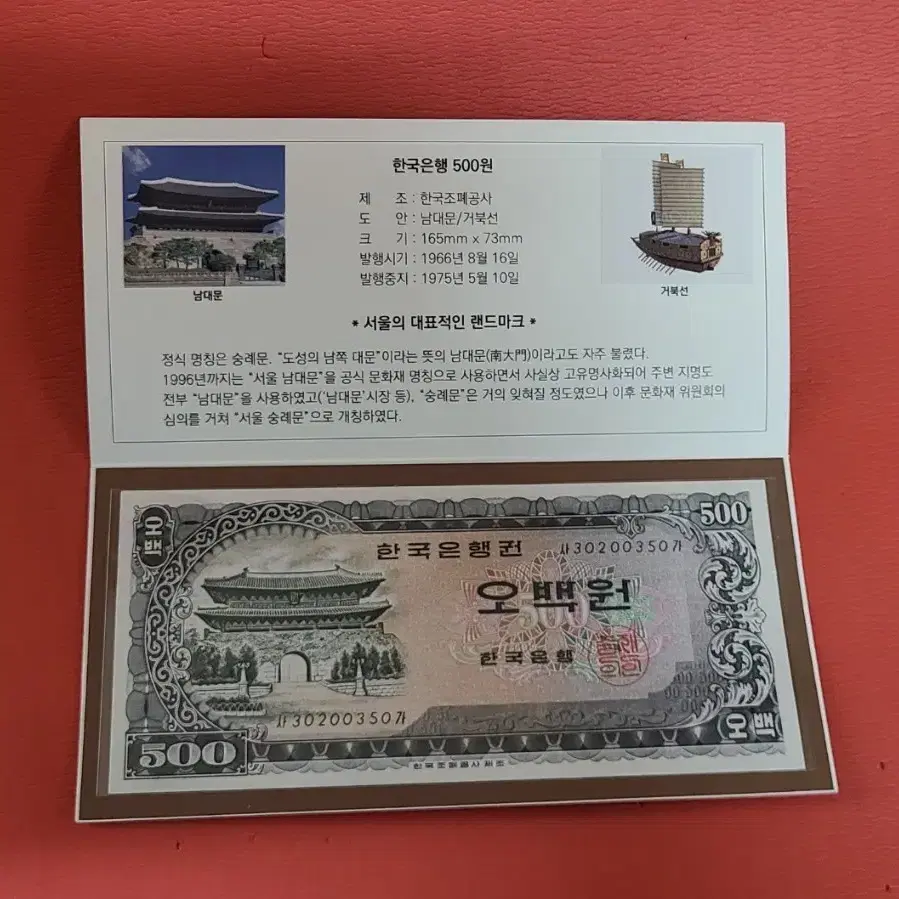 한국은행 500원
제 조 : 한국조폐공사
도 안 : 남대문/거북선
크 기 : 165mm x 73mm
발행시기 : 1966년 8월 16일
발행중지 : 1975년 5월 10일
남대문
거북선
* 서울의 대표적인 랜드마크 *
정식 명칭은 숭례문. "도성의 남쪽 대문"이라는 뜻의 남대문(南大門)이라고도 자주 불렸다.
1996년까지는 "서울 남대문"을 공식 문화재 명칭으로 사용하면서 사실상 고유명사화되어 주변 지명도
전부 "남대문"을 사용하였고('남대문'시장 등), "숭례문"은 거의 잊혀질 정도였으나 이후 문화재 위원회의
심의를 거쳐 "서울 숭례문"으로 개칭하였다.
오백
500
한국은행권
사30200350가
오백원
500
한국은행
사30200350가
500
오백
한국조폐공사제조